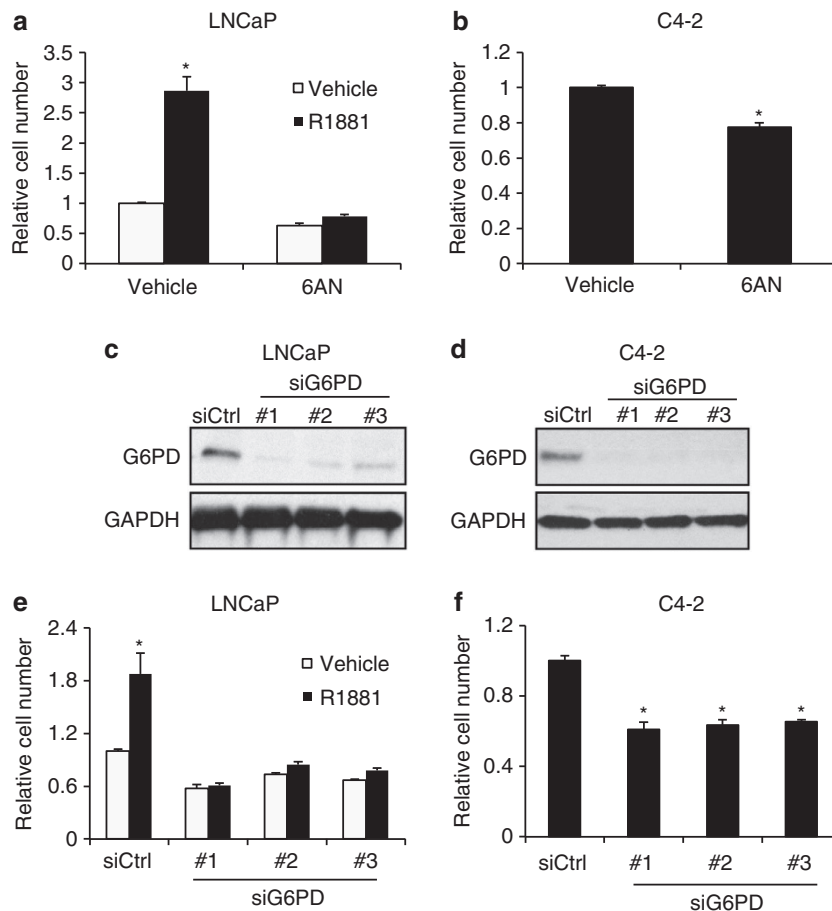 a
LNCaP
Relative cell number
3.5
3
2.5
2
1.5
1
0.5
0
*
Vehicle
R1881
Vehicle
6AN
b
C4-2
Relative cell number
1.2
1
0.8
0.6
0.4
0.2
0
*
Vehicle
6AN
c
LNCaP
siG6PD
siCtrl #1 #2 #3
G6PD
GAPDH
d
C4-2
siG6PD
siCtrl #1 #2 #3
G6PD
GAPDH
e
LNCaP
Relative cell number
2.4
1.8
1.2
0.6
0
*
Vehicle
R1881
siCtrl #1 #2 #3
siG6PD
f
C4-2
Relative cell number
1.2
0.8
0.4
0
* * *
siCtrl #1 #2 #3
siG6PD